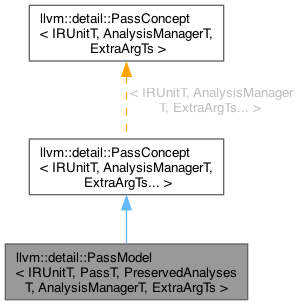 llvm::detail::PassConcept
< IRUnitT, AnalysisManagerT,
ExtraArgTs >
< IRUnitT, AnalysisManager
T, ExtraArgTs... >
llvm::detail::PassConcept
< IRUnitT, AnalysisManagerT,
ExtraArgTs... >
llvm::detail::PassModel
< IRUnitT, PassT, PreservedAnalyses
T, AnalysisManagerT, ExtraArgTs >